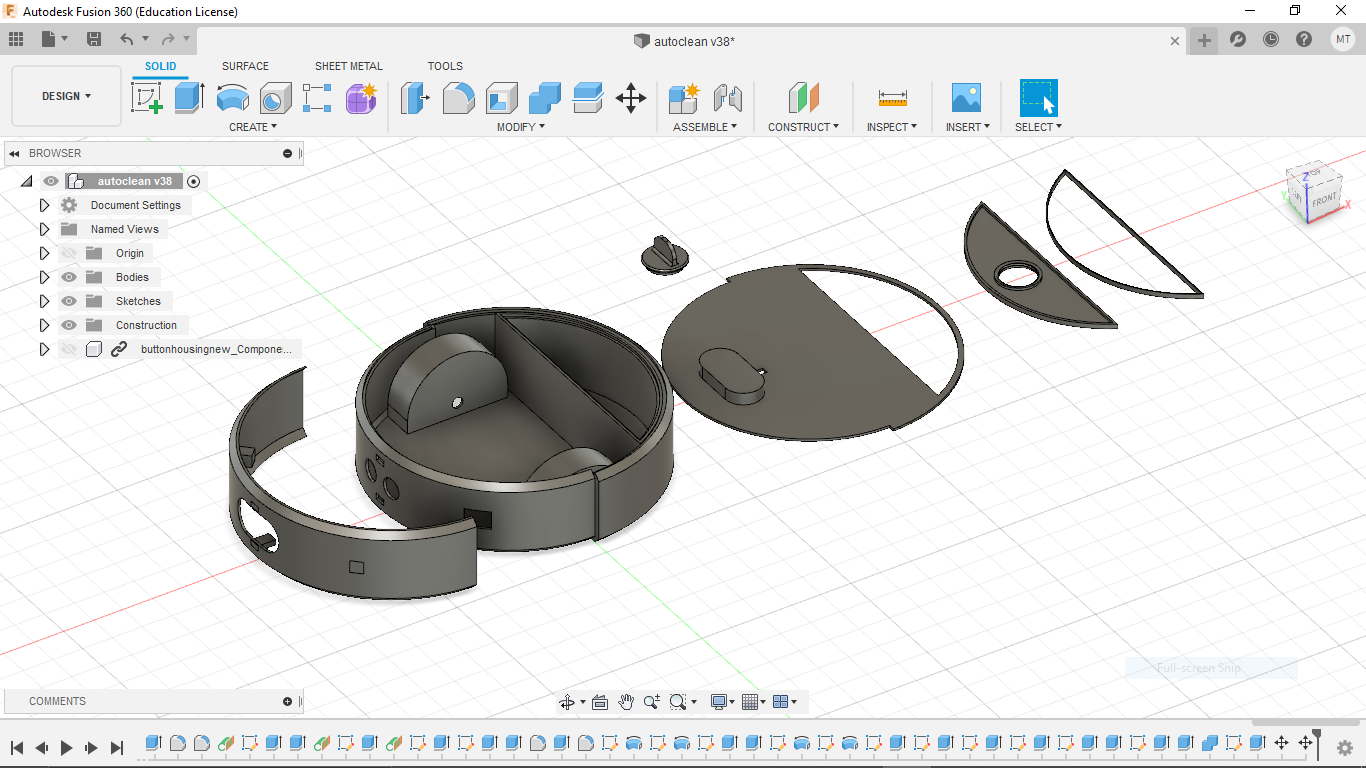 Autodesk Fusion 360 (Education License)
autoclean v38*
MT
SOLID SURFACE SHEET METAL TOOLS
DESIGN
CREATE MODIFY ASSEMBLE CONSTRUCT INSPECT INSERT SELECT
BROWSER
autoclean v38
Document Settings
Named Views
Origin
Bodies
Sketches
Construction
buttonhousingnew_Compone...
TOP
Z
FRONT
X
Y
Full-screen Snip
COMMENTS